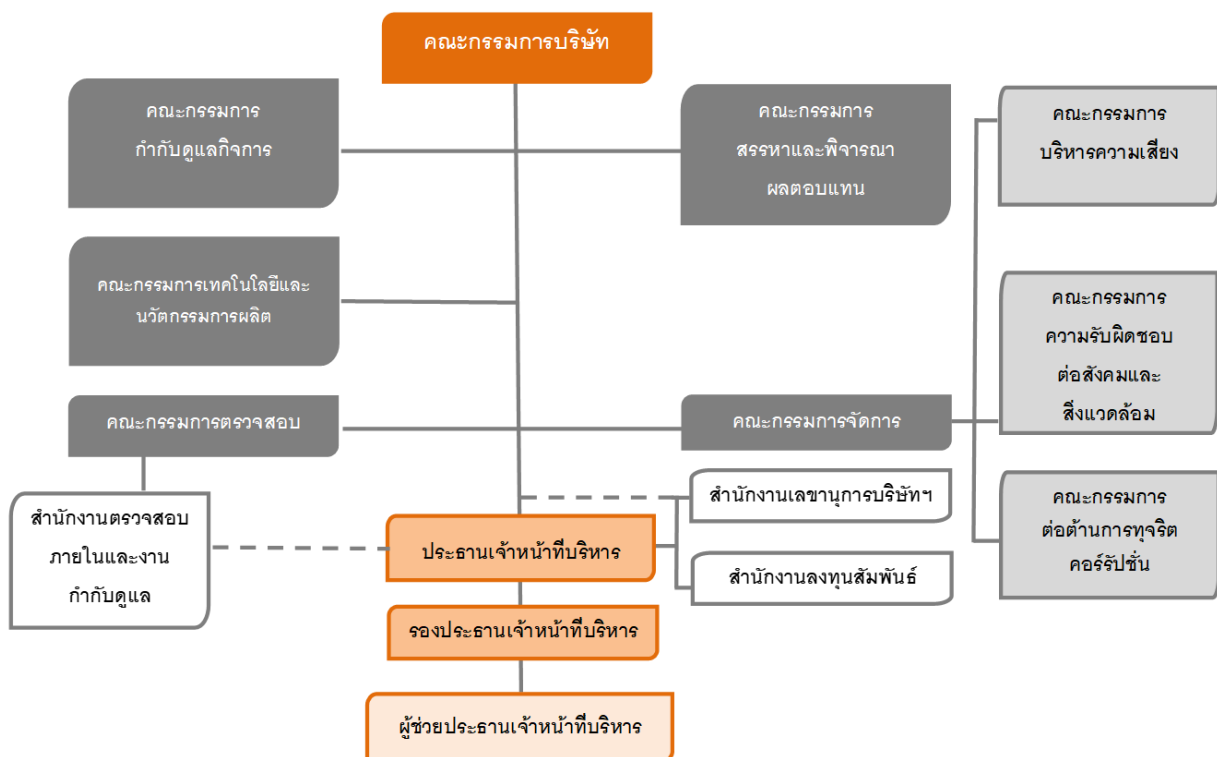 คณะกรรมการบริษัท
คณะกรรมการ
กำกับดูแลกิจการ
คณะกรรมการ
สรรหาและพิจารณา
ผลตอบแทน
คณะกรรมการ
บริหารความเสี่ยง
คณะกรรมการเทคโนโลยีและ
นวัตกรรมการผลิต
คณะกรรมการ
ความรับผิดชอบ
ต่อสังคมและ
สิ่งแวดล้อม
คณะกรรมการตรวจสอบ
คณะกรรมการจัดการ
สำนักงานตรวจสอบ
ภายในและงาน
กำกับดูแล
ประธานเจ้าหน้าที่บริหาร
สำนักงานเลขานุการบริษัทฯ
สำนักงานลงทุนสัมพันธ์
คณะกรรมการ
ต่อต้านการทุจริต
คอร์รัปชั่น
รองประธานเจ้าหน้าที่บริหาร
ผู้ช่วยประธานเจ้าหน้าที่บริหาร